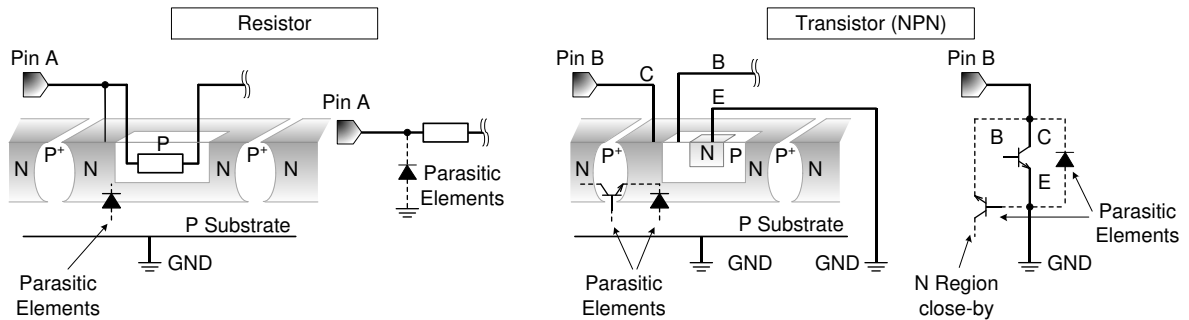 Resistor
Transistor (NPN)
Pin A
Pin A
N
P+
N
P
N
P+
N
Parasitic
Elements
P Substrate
GND
Parasitic
Elements
Pin B
C
B
E
N
P+
N
N
P
N
P+
N
P Substrate
GND
GND
Parasitic
Elements
Pin B
B
C
E
Parasitic
Elements
GND
N Region
close-by